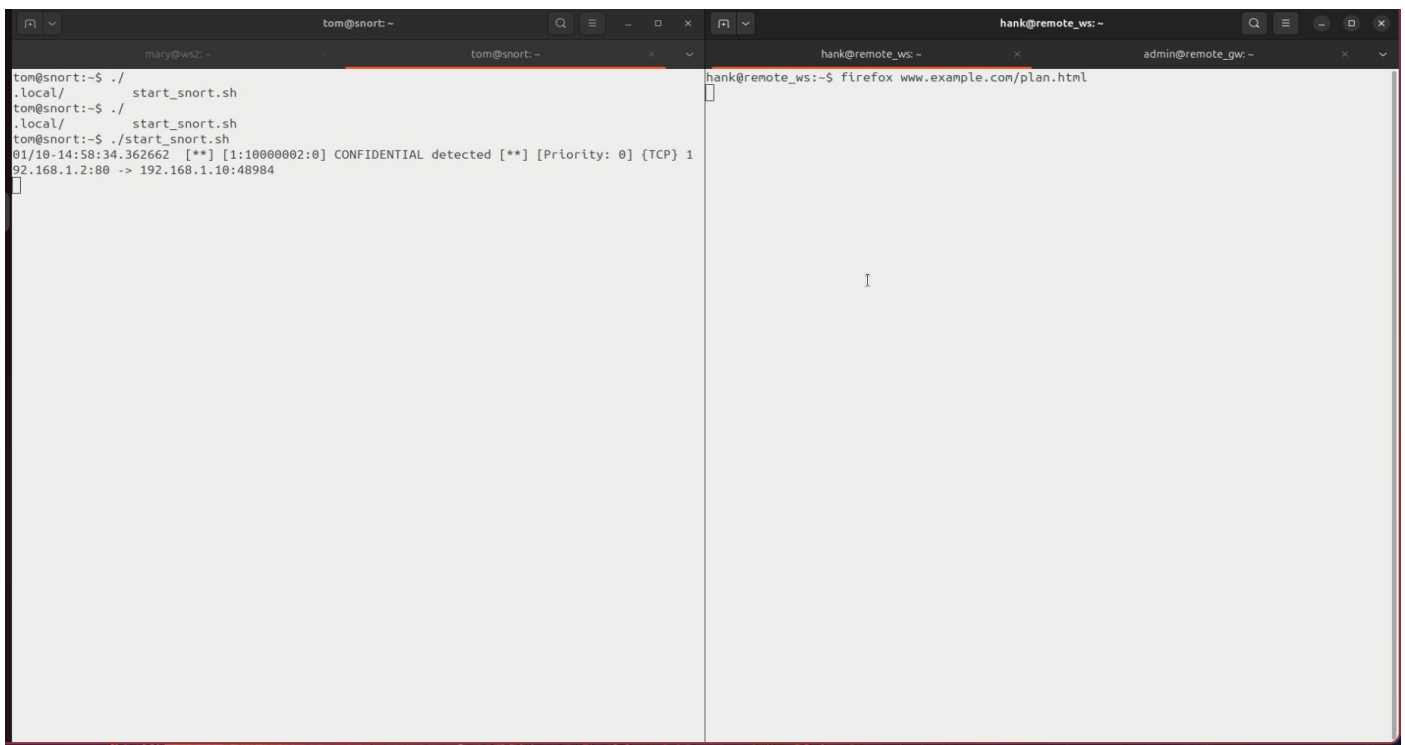 tom@snort: ~
mary@ws2: ~
tom@snort: ~
tom@snort:~$ ./
.local/         start_snort.sh
tom@snort:~$ ./
.local/         start_snort.sh
tom@snort:~$ ./start_snort.sh
01/10-14:58:34.362662  [**] [1:10000002:0] CONFIDENTIAL detected [**] [Priority: 0] {TCP} 1
92.168.1.2:80 -> 192.168.1.10:48984
hank@remote_ws: ~
hank@remote_ws: ~
admin@remote_gw: ~
hank@remote_ws:~$ firefox www.example.com/plan.html